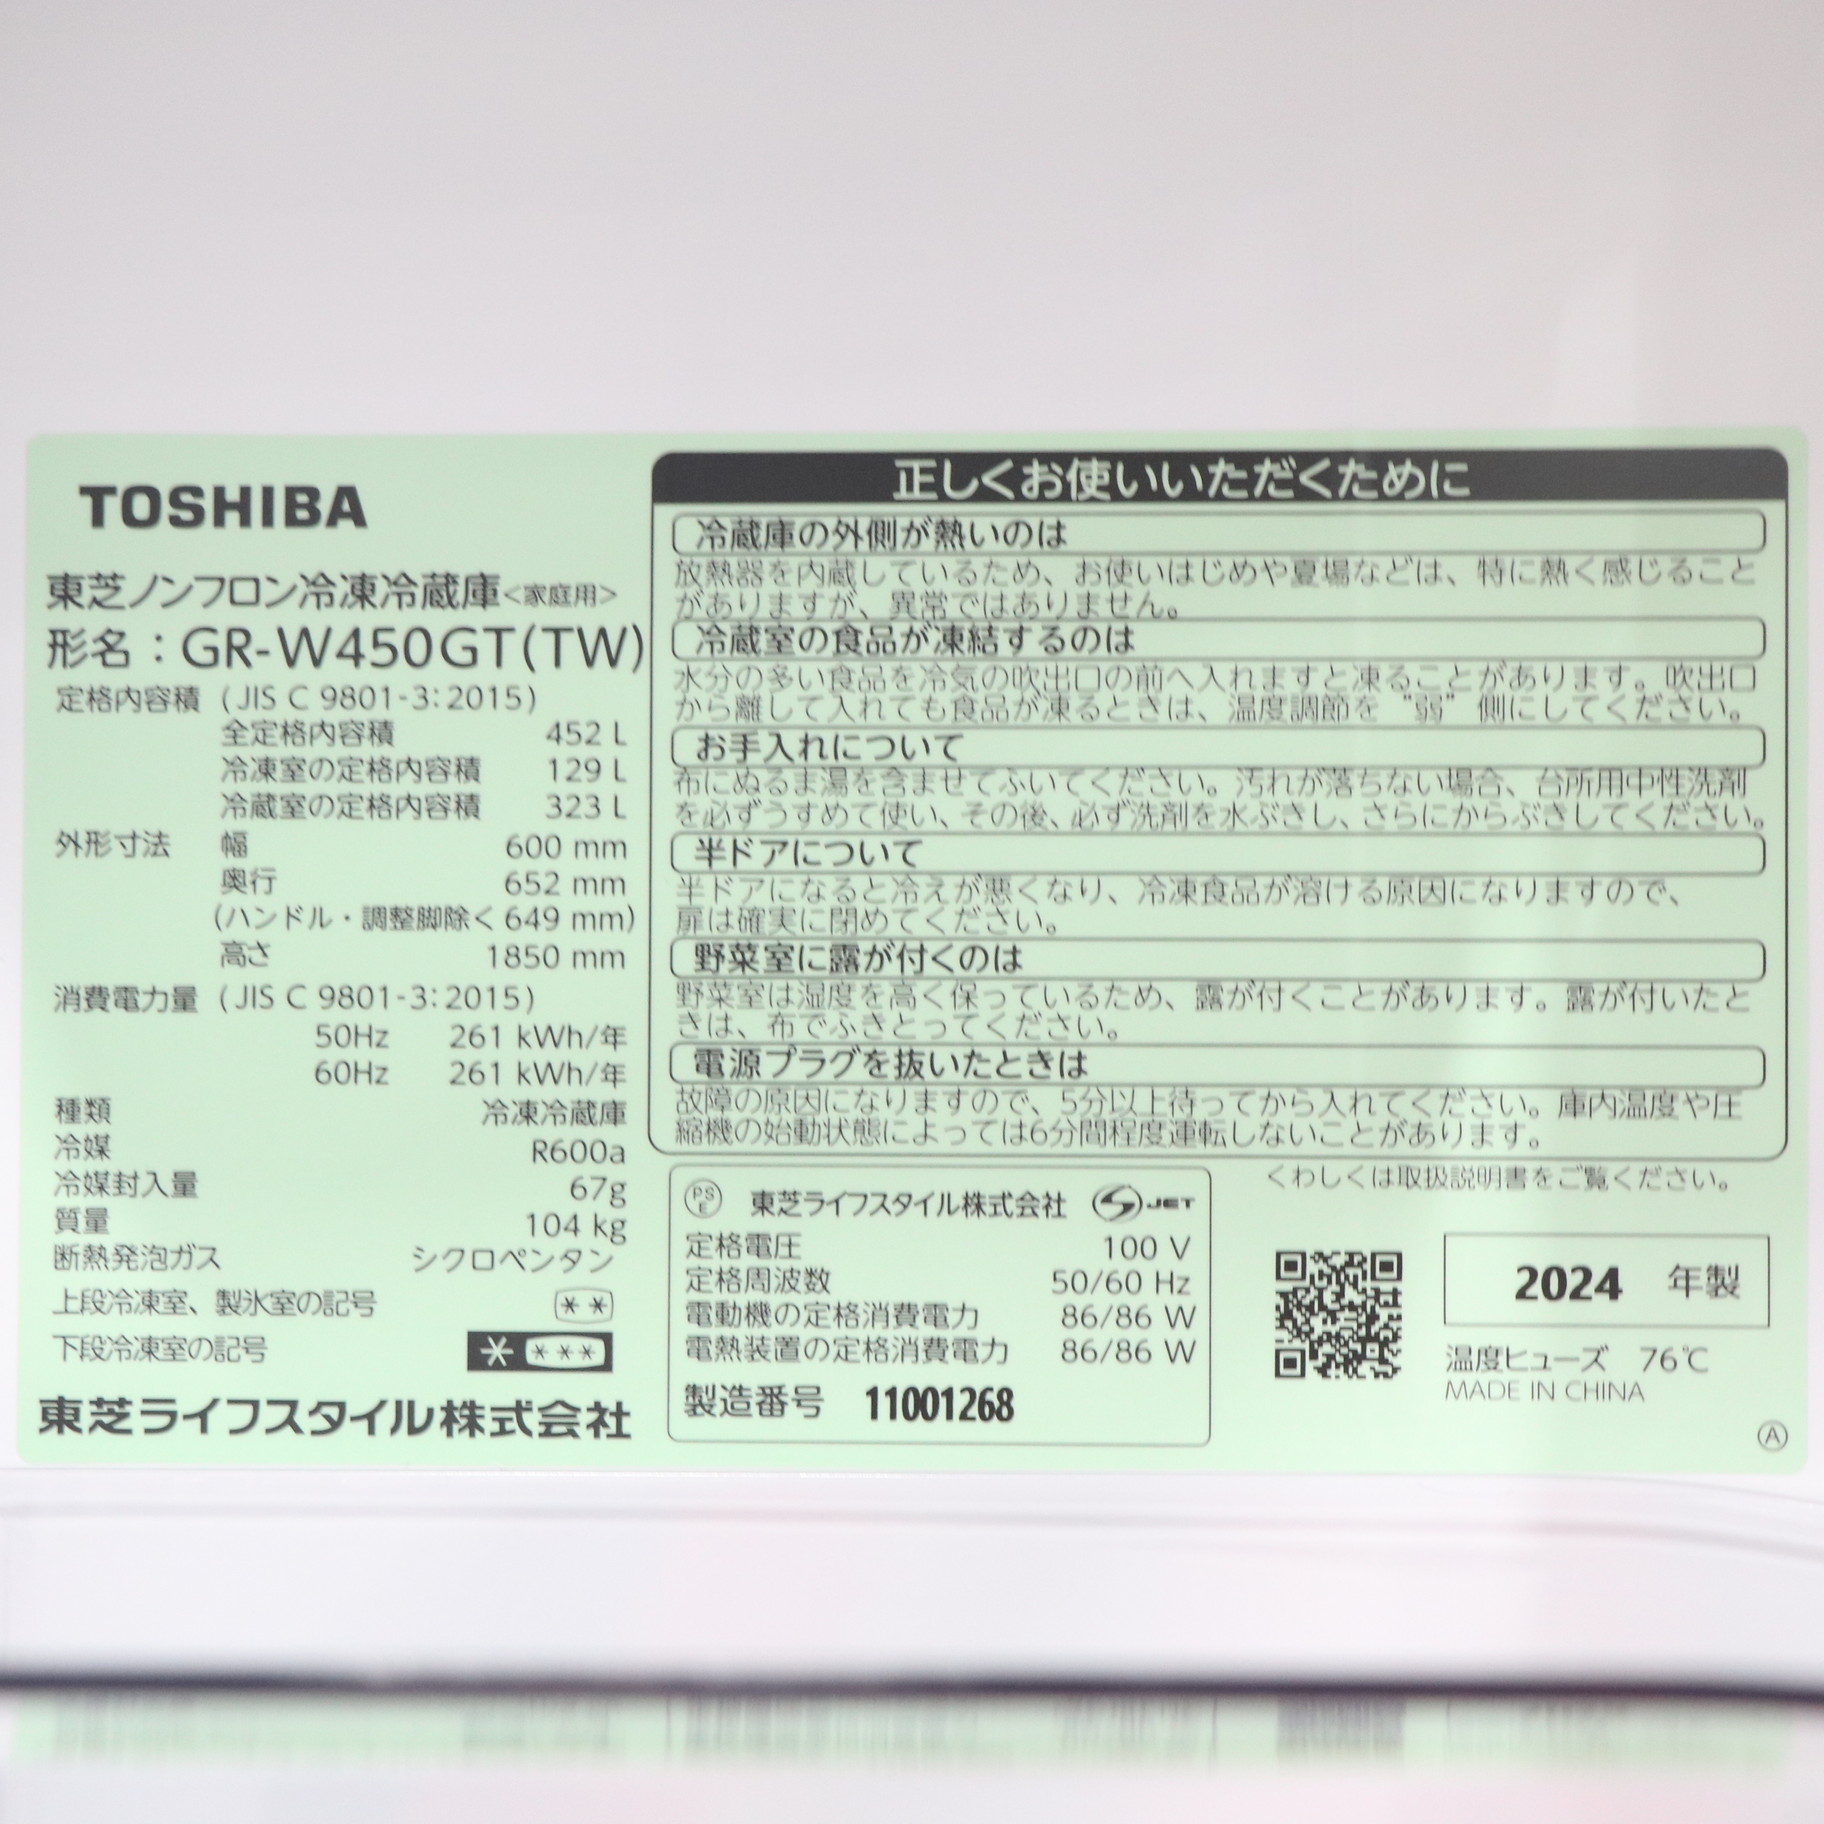 TOSHIBA
東芝ノンフロン冷凍冷蔵庫<家庭用>
形名：GR-W450GT(TW)
定格内容積 (JIS C 9801-3:2015)
全定格内容積 452 L
冷凍室の定格内容積 129 L
冷蔵室の定格内容積 323 L
外形寸法 幅 600 mm
奥行 652 mm
(ハンドル・調整脚除く 649 mm)
高さ 1850 mm
消費電力量 (JIS C 9801-3:2015)
50Hz 261 kWh/年
60Hz 261 kWh/年
種類 冷凍冷蔵庫
冷媒 R600a
冷媒封入量 67g
質量 104 kg
断熱発泡ガス シクロペンタン
上段冷凍室、製氷室の記号 **
下段冷凍室の記号 * ***
東芝ライフスタイル株式会社
正しくお使いいただくために
冷蔵庫の外側が熱いのは
放熱器を内蔵しているため、お使いはじめや夏場などは、特に熱く感じること
がありますが、異常ではありません。
冷蔵室の食品が凍結するのは
水分の多い食品を冷気の吹出口の前へ入れますと凍ることがあります。吹出口
から離して入れても食品が凍るときは、温度調節を“弱”側にしてください。
お手入れについて
布にぬるま湯を含ませてふいてください。汚れが落ちない場合、台所用中性洗剤
を必ずうすめて使い、その後、必ず洗剤を水ぶきし、さらにからぶきしてください。
半ドアについて
半ドアになると冷えが悪くなり、冷凍食品が溶ける原因になりますので、
扉は確実に閉めてください。
野菜室に露が付くのは
野菜室は湿度を高く保っているため、露が付くことがあります。露が付いたと
きは、布でふきとってください。
電源プラグを抜いたときは
故障の原因になりますので、5分以上待ってから入れてください。庫内温度や圧
縮機の始動状態によっては6分間程度運転しないことがあります。
くわしくは取扱説明書をご覧ください。
PSE 東芝ライフスタイル株式会社 JET
定格電圧 100 V
定格周波数 50/60 Hz
電動機の定格消費電力 86/86 W
電熱装置の定格消費電力 86/86 W
製造番号 11001268
2024 年製
温度ヒューズ 76℃
MADE IN CHINA
Ⓐ